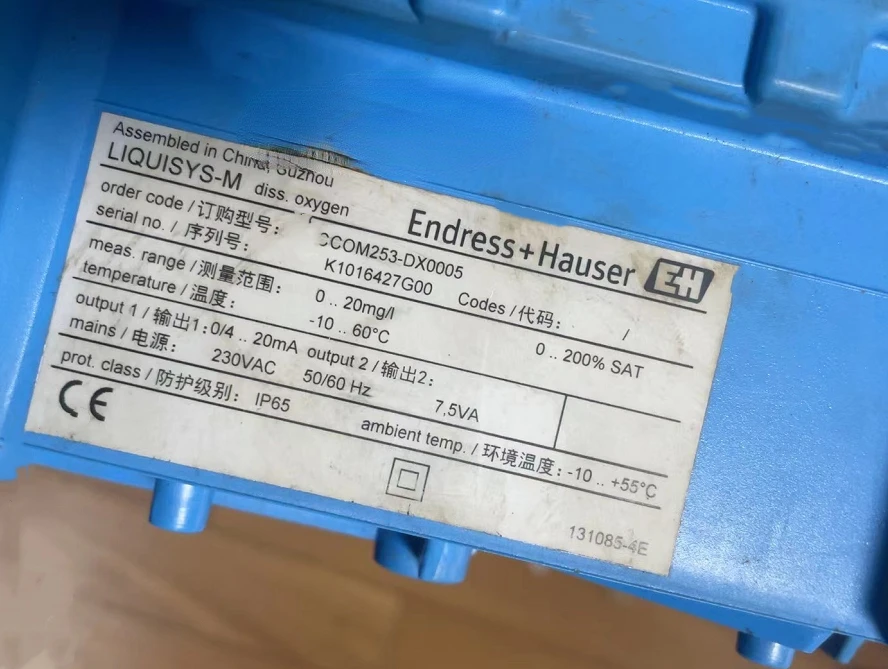 Assembled in China, Suzhou
LIQUISYS-M diss. oxygen
Endress+Hauser EH
order code / 订购型号: COM253-DX0005
serial no. / 序列号: K1016427G00 Codes / 代码: /
meas. range / 测量范围: 0 .. 20mg/l 0 .. 200% SAT
temperature / 温度: -10 .. 60°C
output 1 / 输出1: 0/4 .. 20mA output 2 / 输出2:
mains / 电源: 230VAC 50/60 Hz 7,5VA
prot. class / 防护级别: IP65 ambient temp. / 环境温度: -10 .. +55°C
CE
131085-4E